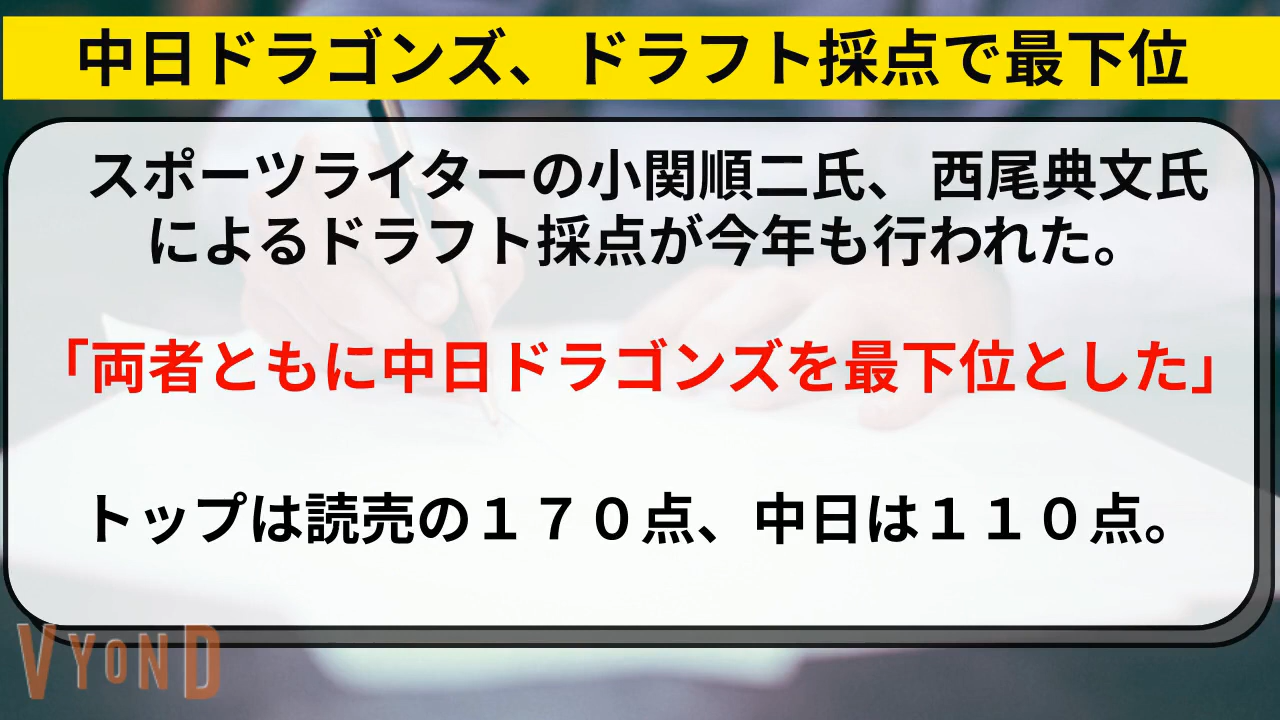 中日ドラゴンズ、ドラフト採点で最下位
スポーツライターの小関順二氏、西尾典文氏
によるドラフト採点が今年も行われた。
「両者ともに中日ドラゴンズを最下位とした」
トップは読売の１７０点、中日は１１０点。
VYOND